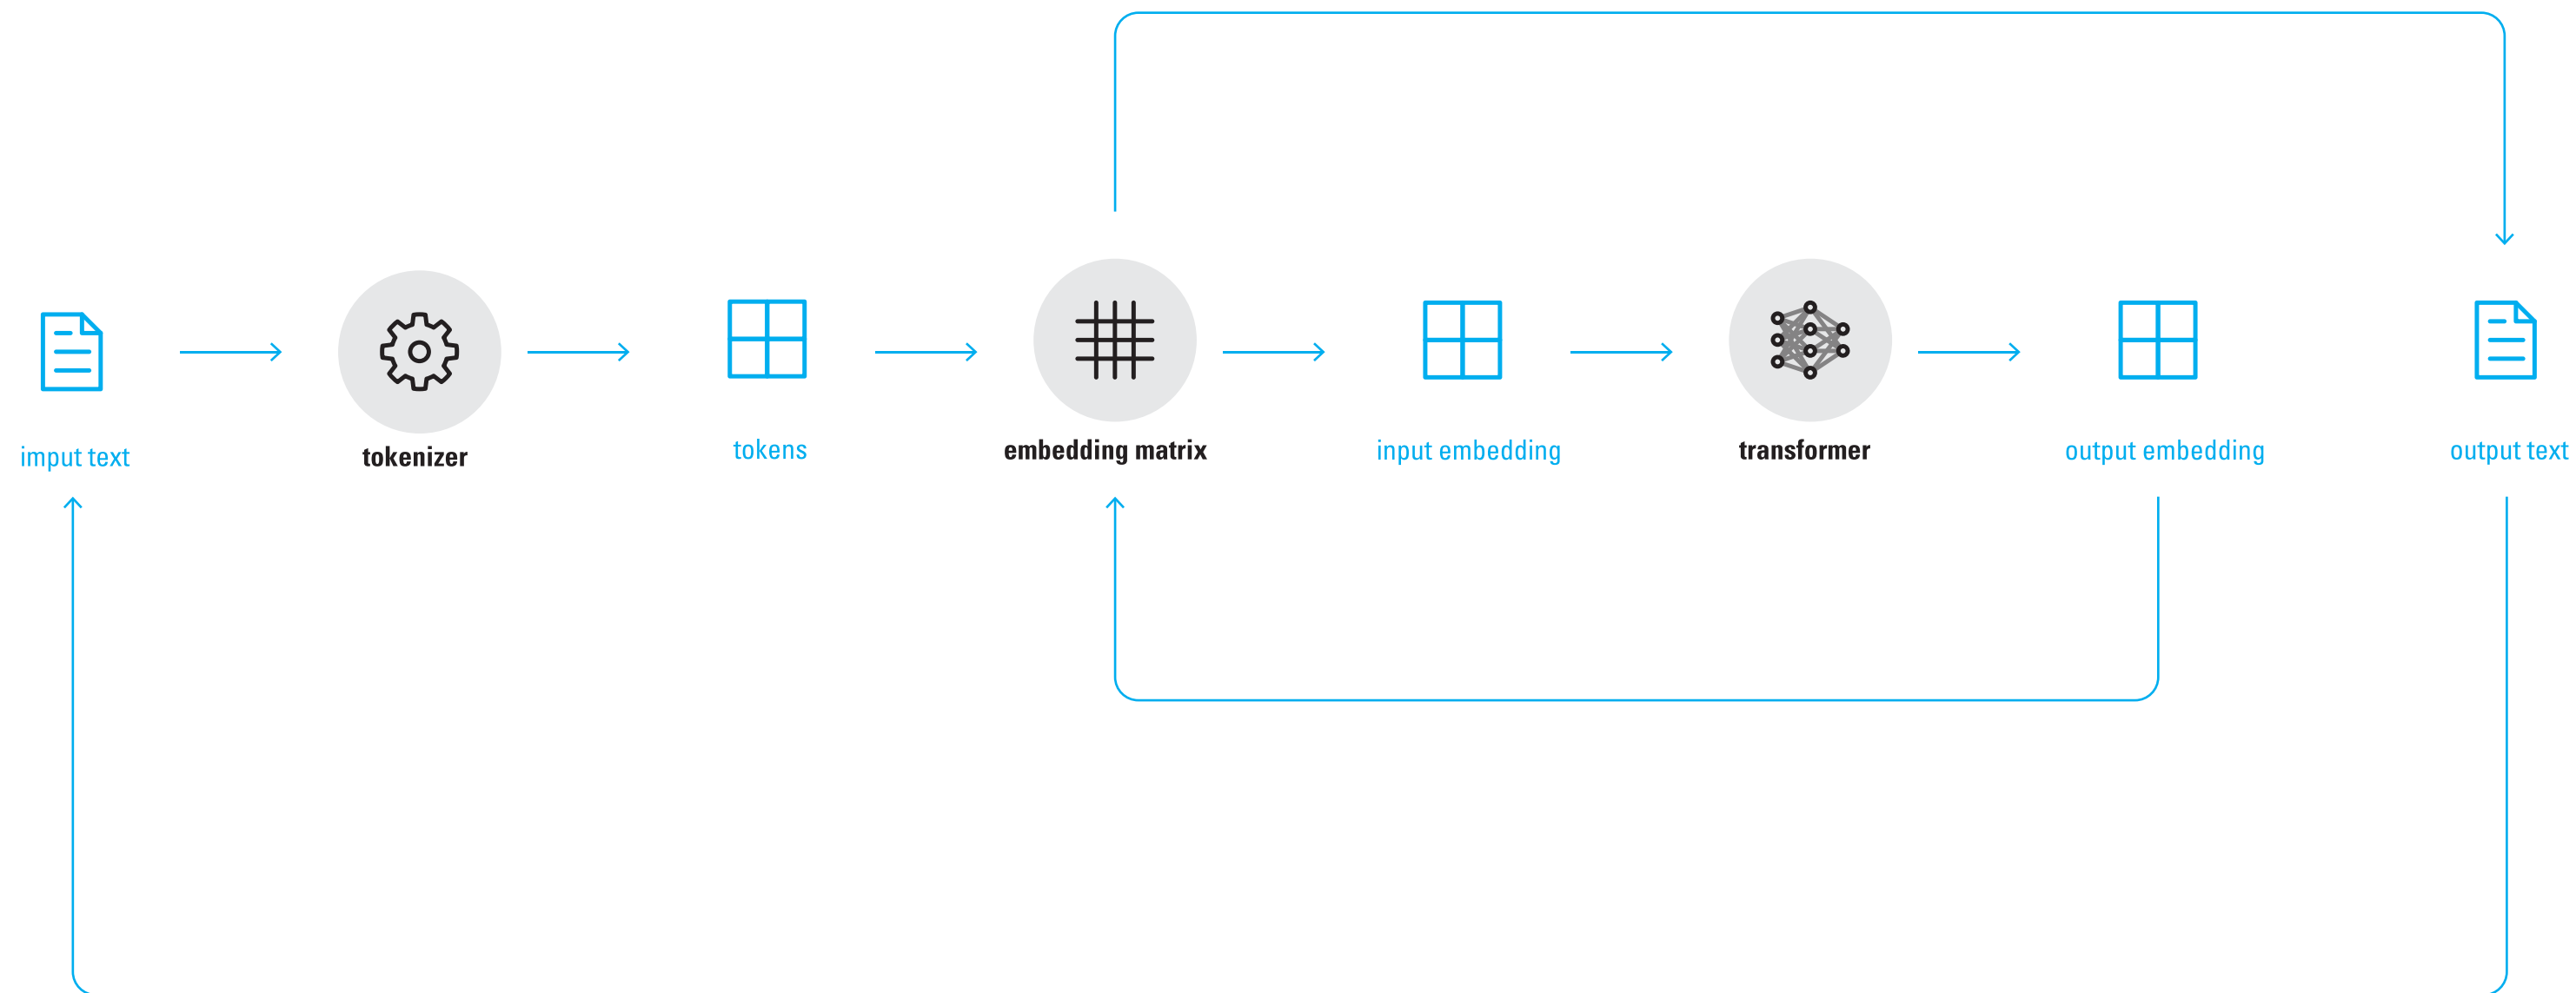 imput text
tokenizer
tokens
embedding matrix
input embedding
transformer
output embedding
output text